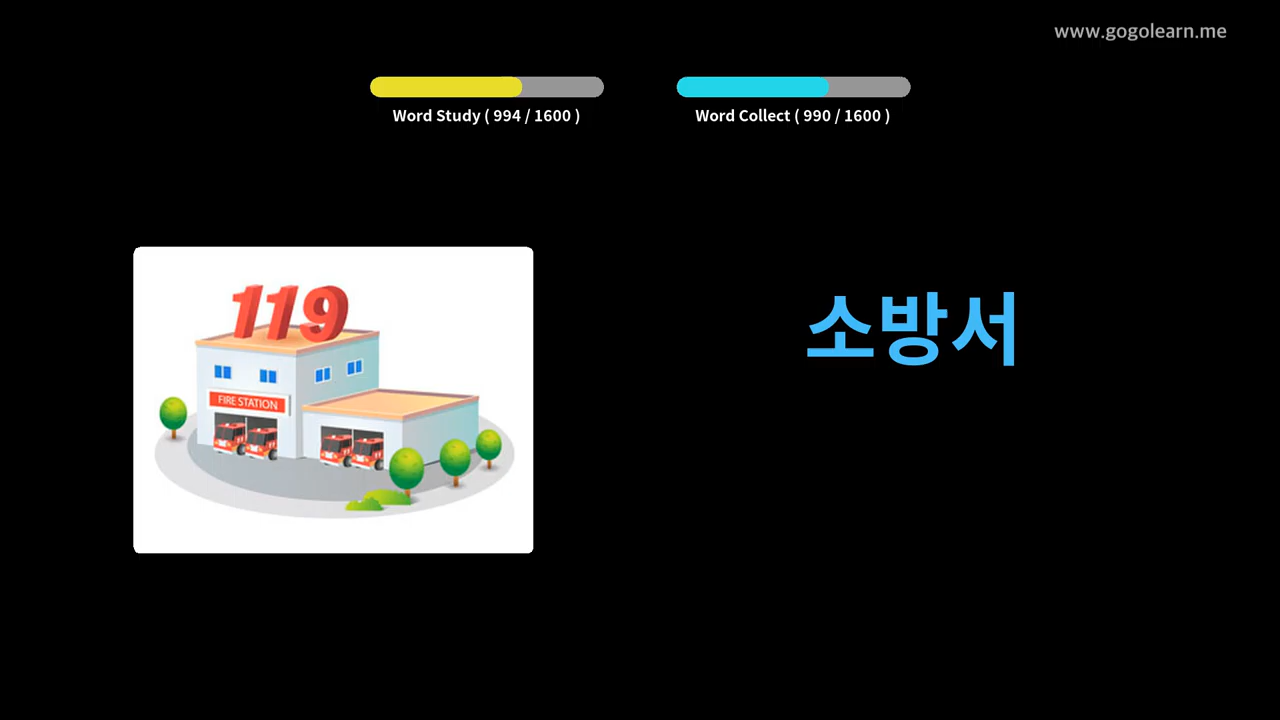 www.gogolearn.me
Word Study ( 994 / 1600 )
Word Collect ( 990 / 1600 )
119
FIRE STATION
소방서